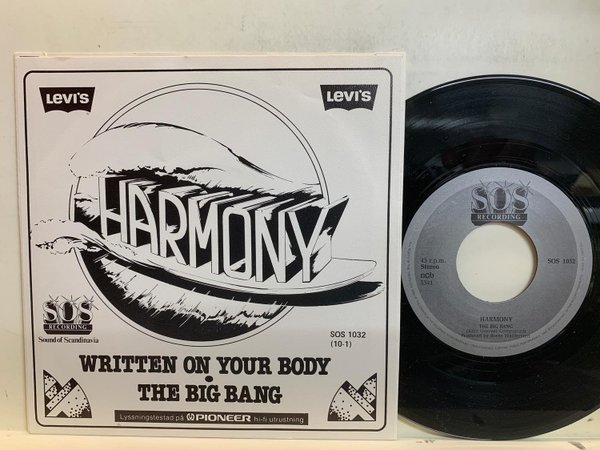 LEVI'S
LEVI'S
HARMONY
SOS
RECORDING
Sound of Scandinavia
SOS 1032
(10-1)
WRITTEN ON YOUR BODY
•
THE BIG BANG
Lyssningstestad på PIONEER hi-fi utrustning
SOS
RECORDING
45 r.p.m.
Stereo
ncb
SOS 1032
HARMONY
THE BIG BANG